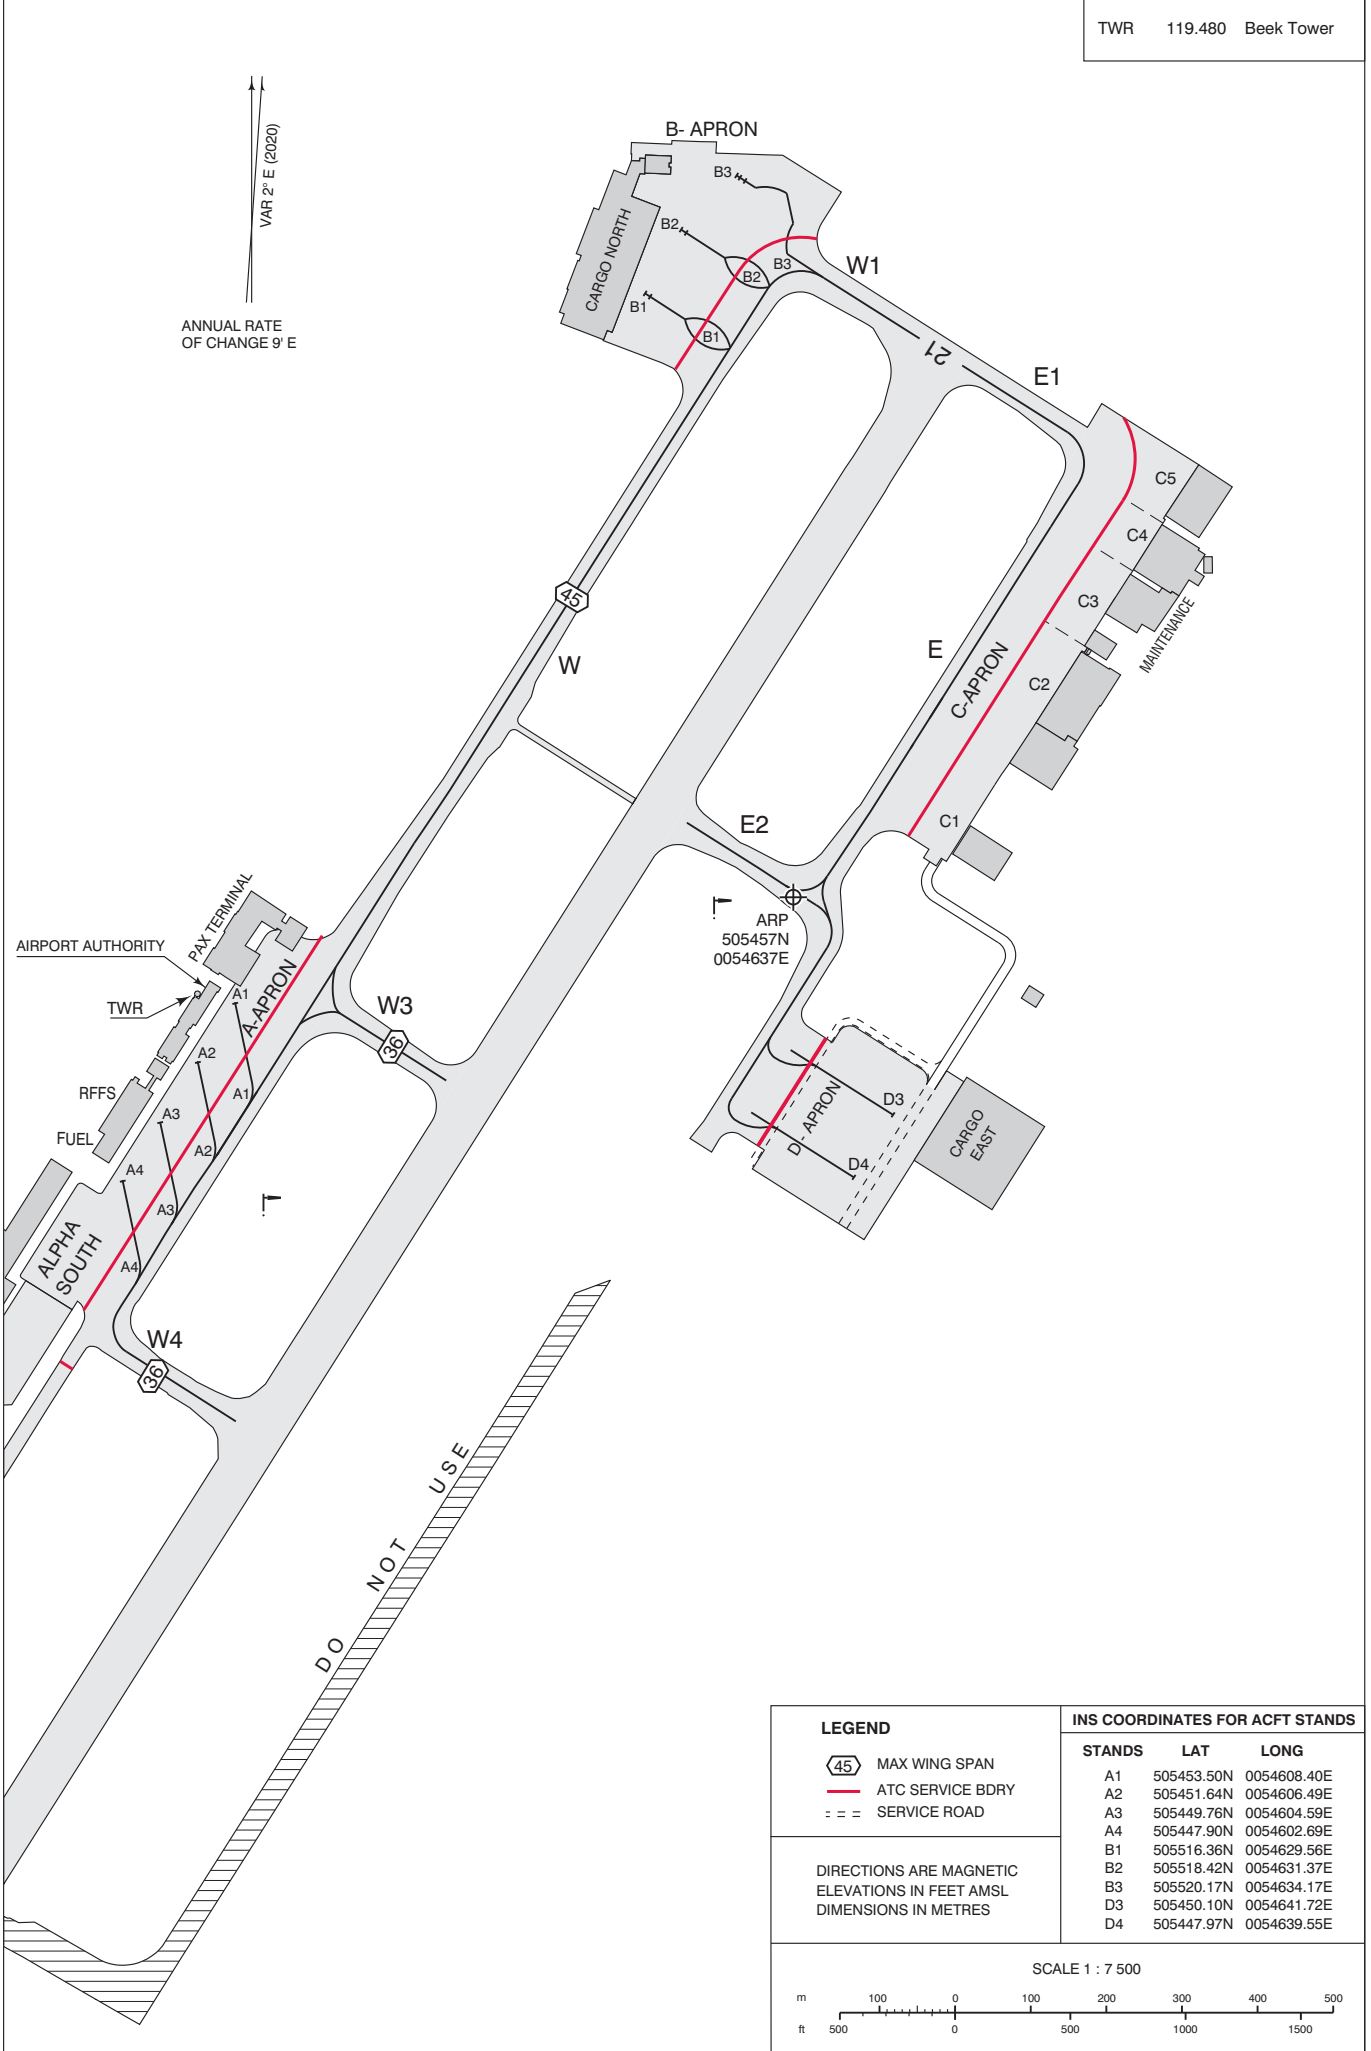 TWR 119.480 Beek Tower
VAR 2° E (2020)
ANNUAL RATE
OF CHANGE 9' E
B- APRON
B3
B2
CARGO NORTH
B1
B3
B2
B1
W1
21
E1
C5
C4
C3
MAINTENANCE
C2
C1
45
W
E
C-APRON
E2
ARP
505457N
0054637E
PAX TERMINAL
AIRPORT AUTHORITY
TWR
A1
A-APRON
W3
36
A2
A1
RFFS
A3
FUEL
A2
A4
A3
ALPHA
SOUTH
A4
W4
36
D3
D - APRON
D4
CARGO
EAST
DO NOT USE
LEGEND
45 MAX WING SPAN
ATC SERVICE BDRY
SERVICE ROAD
DIRECTIONS ARE MAGNETIC
ELEVATIONS IN FEET AMSL
DIMENSIONS IN METRES
INS COORDINATES FOR ACFT STANDS
STANDS LAT LONG
A1 505453.50N 0054608.40E
A2 505451.64N 0054606.49E
A3 505449.76N 0054604.59E
A4 505447.90N 0054602.69E
B1 505516.36N 0054629.56E
B2 505518.42N 0054631.37E
B3 505520.17N 0054634.17E
D3 505450.10N 0054641.72E
D4 505447.97N 0054639.55E
SCALE 1 : 7 500
m 100 0 100 200 300 400 500
ft 500 0 500 1000 1500